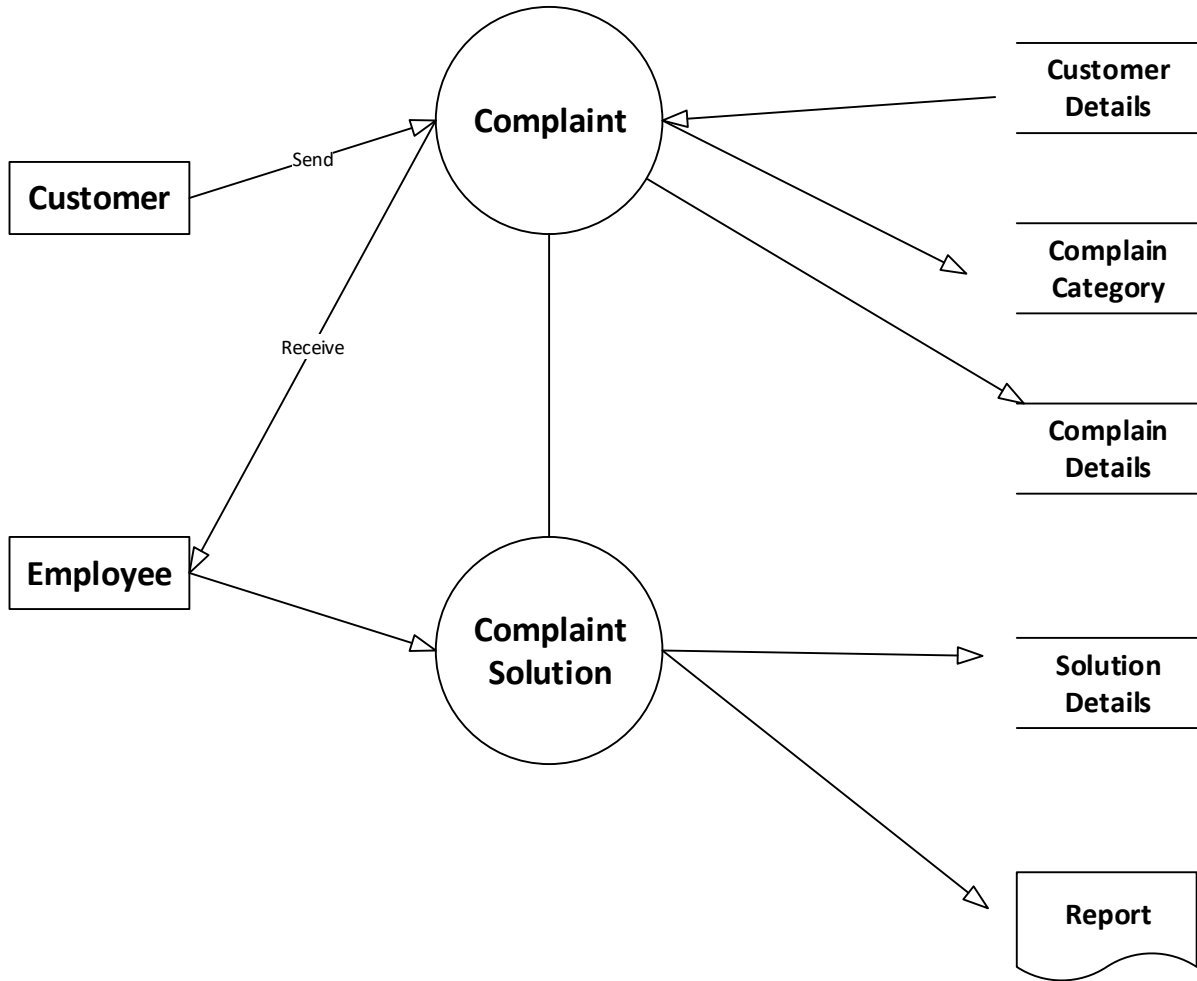 Complaint
Customer
Details
Send
Customer
Complain
Category
Receive
Complain
Details
Employee
Complaint
Solution
Solution
Details
Report